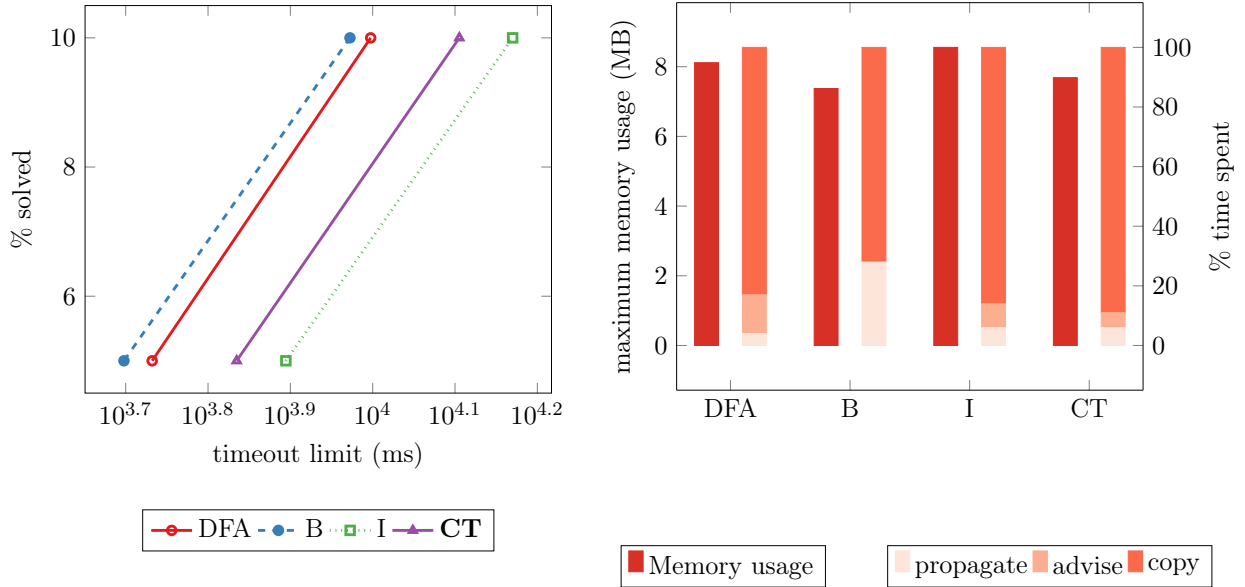 10
8
6
% solved
10^3.7 10^3.8 10^3.9 10^4 10^4.1 10^4.2
timeout limit (ms)
DFA B I CT
8
6
4
2
0
maximum memory usage (MB)
100
80
60
40
20
0
% time spent
DFA B I CT
Memory usage
propagate advise copy